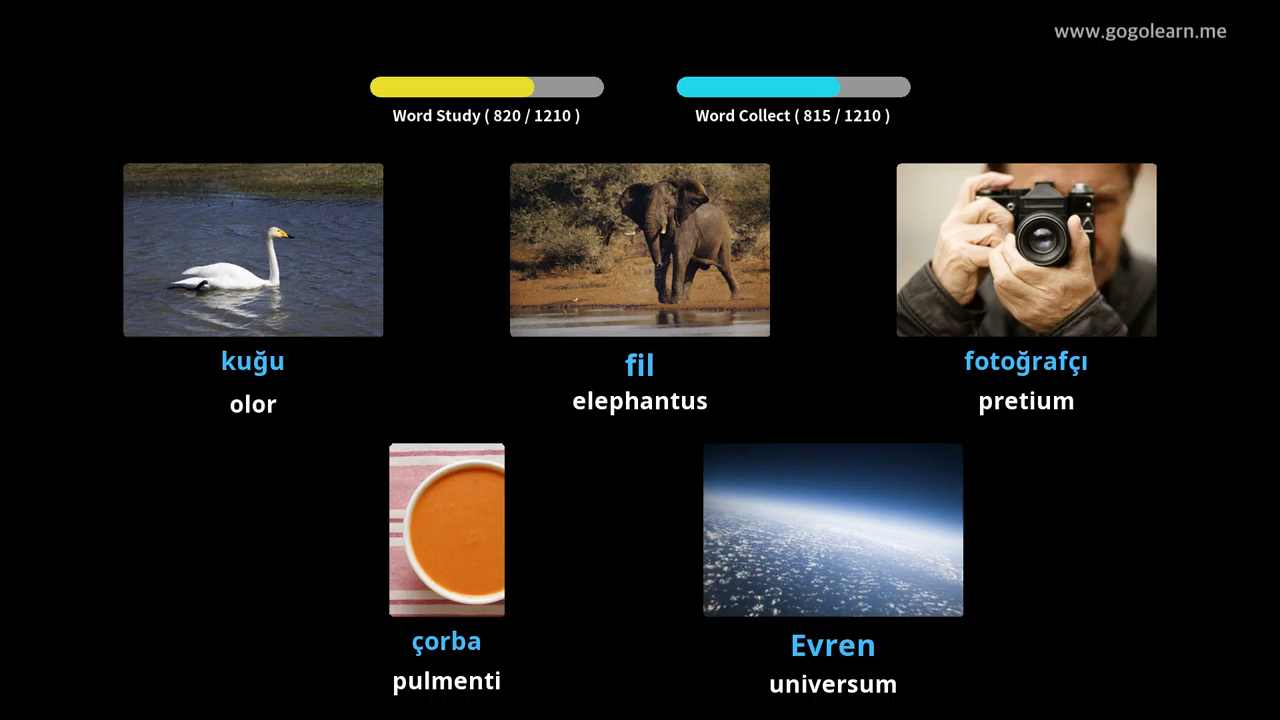 www.gogolearn.me
Word Study ( 820 / 1210 )
Word Collect ( 815 / 1210 )
kuğu
olor
fil
elephantus
fotoğrafçı
pretium
çorba
pulmenti
Evren
universum